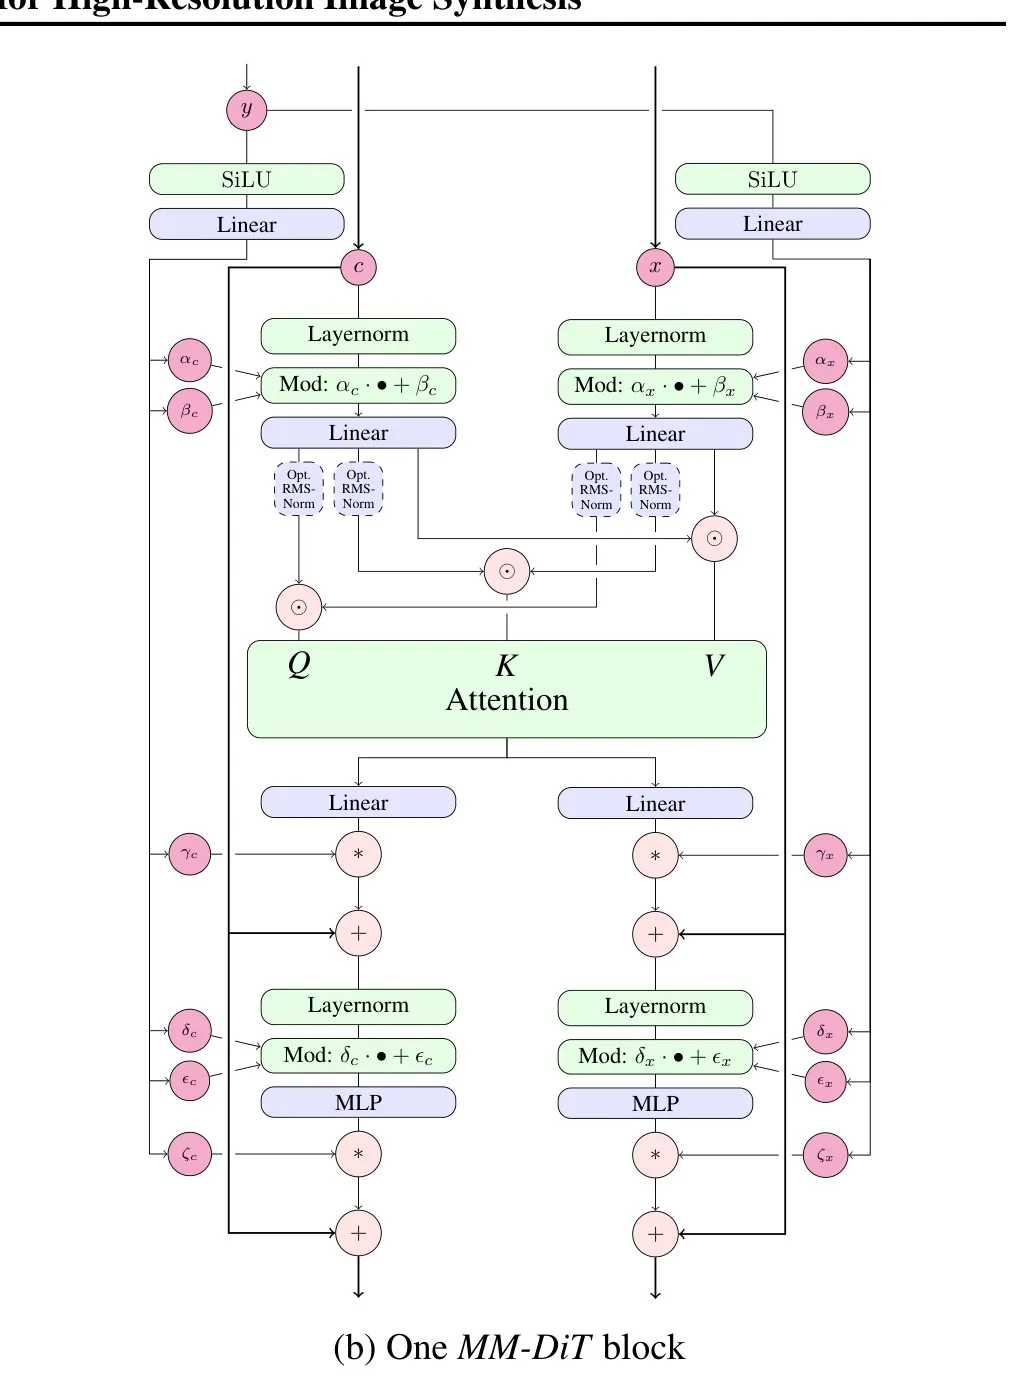 for High-Resolution Image Synthesis
y
SiLU
SiLU
Linear
Linear
c
x
Layernorm
Layernorm
α_c
Mod: α_c · • + β_c
Mod: α_x · • + β_x
α_x
β_c
β_x
Linear
Linear
Opt.
RMS-
Norm
Opt.
RMS-
Norm
Opt.
RMS-
Norm
Opt.
RMS-
Norm
⊙
⊙
⊙
Q K V
Attention
Linear
Linear
γ_c
*
*
γ_x
+
+
Layernorm
Layernorm
δ_c
Mod: δ_c · • + ϵ_c
Mod: δ_x · • + ϵ_x
δ_x
ϵ_c
ϵ_x
MLP
MLP
ζ_c
*
*
ζ_x
+
+
(b) One MM-DiT block